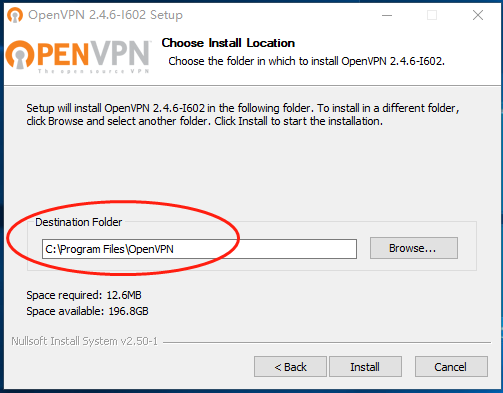 OpenVPN 2.4.6-I602 Setup
OPENVPN™
The open source VPN
Choose Install Location
Choose the folder in which to install OpenVPN 2.4.6-I602.
Setup will install OpenVPN 2.4.6-I602 in the following folder. To install in a different folder,
click Browse and select another folder. Click Install to start the installation.
Destination Folder
C:\Program Files\OpenVPN
Browse...
Space required: 12.6MB
Space available: 196.8GB
Nullsoft Install System v2.50-1
< Back
Install
Cancel